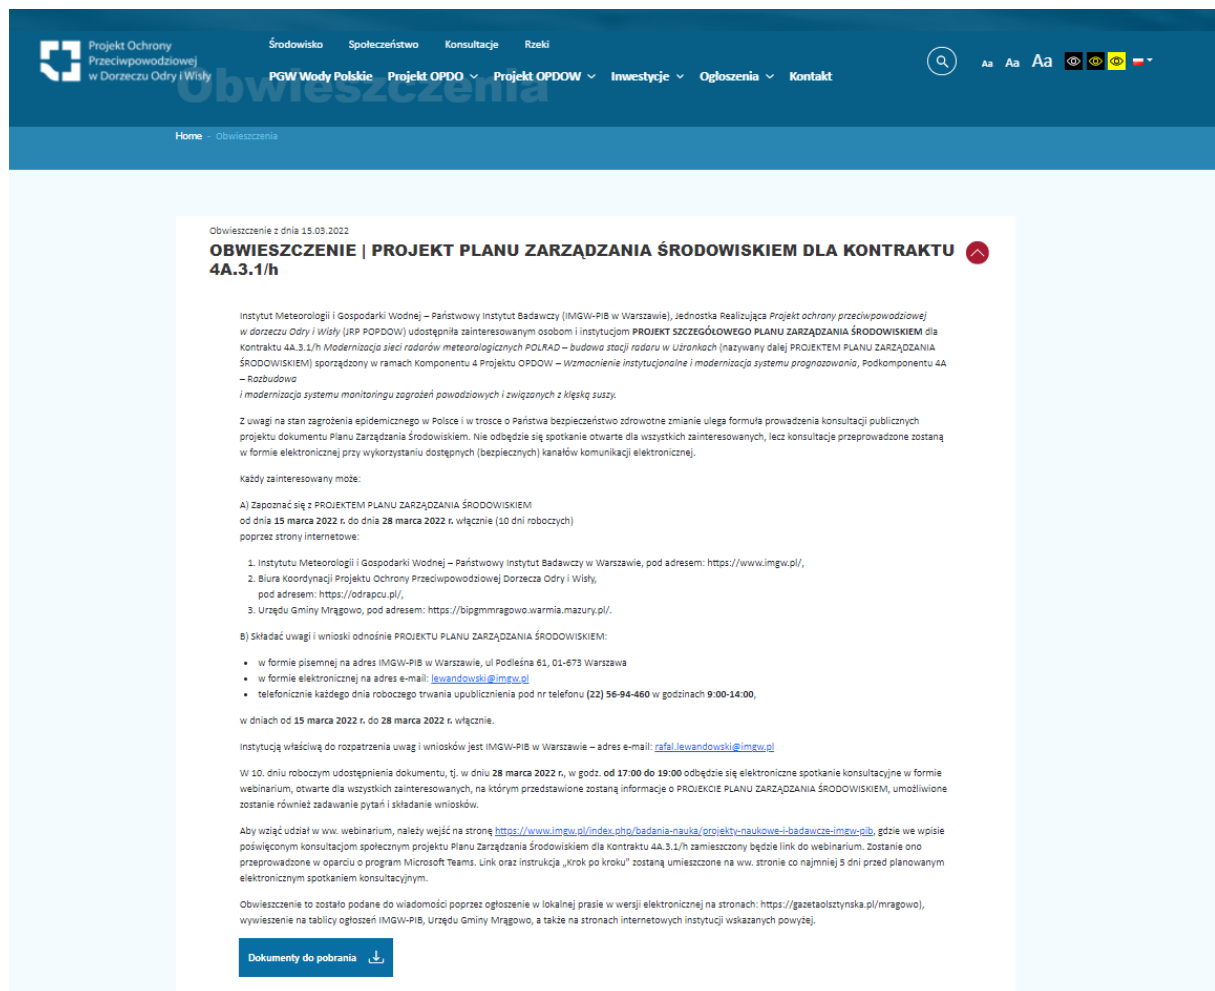 Projekt Ochrony
Przeciwpowodziowej
w Dorzeczu Odry i Wisły
Środowisko Społeczeństwo Konsultacje Rzeki
PGW Wody Polskie Projekt OPDO Projekt OPDOW Inwestycje Ogłoszenia Kontakt
Aa Aa Aa
Obwieszczenia
Home - Obwieszczenia
Obwieszczenie z dnia 15.03.2022
OBWIESZCZENIE | PROJEKT PLANU ZARZĄDZANIA ŚRODOWISKIEM DLA KONTRAKTU
4A.3.1/h
Instytut Meteorologii i Gospodarki Wodnej – Państwowy Instytut Badawczy (IMGW-PIB w Warszawie), Jednostka Realizująca Projekt ochrony przeciwpowodziowej
w dorzeczu Odry i Wisły (JRP POPDOW) udostępniła zainteresowanym osobom i instytucjom PROJEKT SZCZEGÓŁOWEGO PLANU ZARZĄDZANIA ŚRODOWISKIEM dla
Kontraktu 4A.3.1/h Modernizacja sieci radarów meteorologicznych POLRAD – budowa stacji radaru w Użrankach (nazywany dalej PROJEKTEM PLANU ZARZĄDZANIA
ŚRODOWISKIEM) sporządzony w ramach Komponentu 4 Projektu OPDOW – Wzmocnienie instytucjonalne i modernizacja systemu prognozowania, Podkomponentu 4A
– Rozbudowa
i modernizacja systemu monitoringu zagrożeń powodziowych i związanych z klęską suszy.
Z uwagi na stan zagrożenia epidemicznego w Polsce i w trosce o Państwa bezpieczeństwo zdrowotne zmianie ulega formuła prowadzenia konsultacji publicznych
projektu dokumentu Planu Zarządzania Środowiskiem. Nie odbędzie się spotkanie otwarte dla wszystkich zainteresowanych, lecz konsultacje przeprowadzone zostaną
w formie elektronicznej przy wykorzystaniu dostępnych (bezpiecznych) kanałów komunikacji elektronicznej.
Każdy zainteresowany może:
A) Zapoznać się z PROJEKTEM PLANU ZARZĄDZANIA ŚRODOWISKIEM
od dnia 15 marca 2022 r. do dnia 28 marca 2022 r. włącznie (10 dni roboczych)
poprzez strony internetowe:
1. Instytutu Meteorologii i Gospodarki Wodnej – Państwowy Instytut Badawczy w Warszawie, pod adresem: https://www.imgw.pl/,
2. Biura Koordynacji Projektu Ochrony Przeciwpowodziowej Dorzecza Odry i Wisły,
pod adresem: https://odrapcu.pl/,
3. Urzędu Gminy Mrągowo, pod adresem: https://bipgmmragowo.warmia.mazury.pl/.
B) Składać uwagi i wnioski odnośnie PROJEKTU PLANU ZARZĄDZANIA ŚRODOWISKIEM:
• w formie pisemnej na adres IMGW-PIB w Warszawie, ul Podleśna 61, 01-673 Warszawa
• w formie elektronicznej na adres e-mail: lewandowski@imgw.pl
• telefonicznie każdego dnia roboczego trwania upublicznienia pod nr telefonu (22) 56-94-460 w godzinach 9:00-14:00,
w dniach od 15 marca 2022 r. do 28 marca 2022 r. włącznie.
Instytucją właściwą do rozpatrzenia uwag i wniosków jest IMGW-PIB w Warszawie – adres e-mail: rafal.lewandowski@imgw.pl
W 10. dniu roboczym udostępnienia dokumentu, tj. w dniu 28 marca 2022 r., w godz. od 17:00 do 19:00 odbędzie się elektroniczne spotkanie konsultacyjne w formie
webinarium, otwarte dla wszystkich zainteresowanych, na którym przedstawione zostaną informacje o PROJEKCIE PLANU ZARZĄDZANIA ŚRODOWISKIEM, umożliwione
zostanie również zadawanie pytań i składanie wniosków.
Aby wziąć udział w ww. webinarium, należy wejść na stronę https://www.imgw.pl/index.php/badania-nauka/projekty-naukowe-i-badawcze-imgw-pib, gdzie we wpisie
poświęconym konsultacjom społecznym projektu Planu Zarządzania Środowiskiem dla Kontraktu 4A.3.1/h zamieszczony będzie link do webinarium. Zostanie ono
przeprowadzone w oparciu o program Microsoft Teams. Link oraz instrukcja „Krok po kroku" zostaną umieszczone na ww. stronie co najmniej 5 dni przed planowanym
elektronicznym spotkaniem konsultacyjnym.
Obwieszczenie to zostało podane do wiadomości poprzez ogłoszenie w lokalnej prasie w wersji elektronicznej na stronach: https://gazetaolsztynska.pl/mragowo),
wywieszenie na tablicy ogłoszeń IMGW-PIB, Urzędu Gminy Mrągowo, a także na stronach internetowych instytucji wskazanych powyżej.
Dokumenty do pobrania